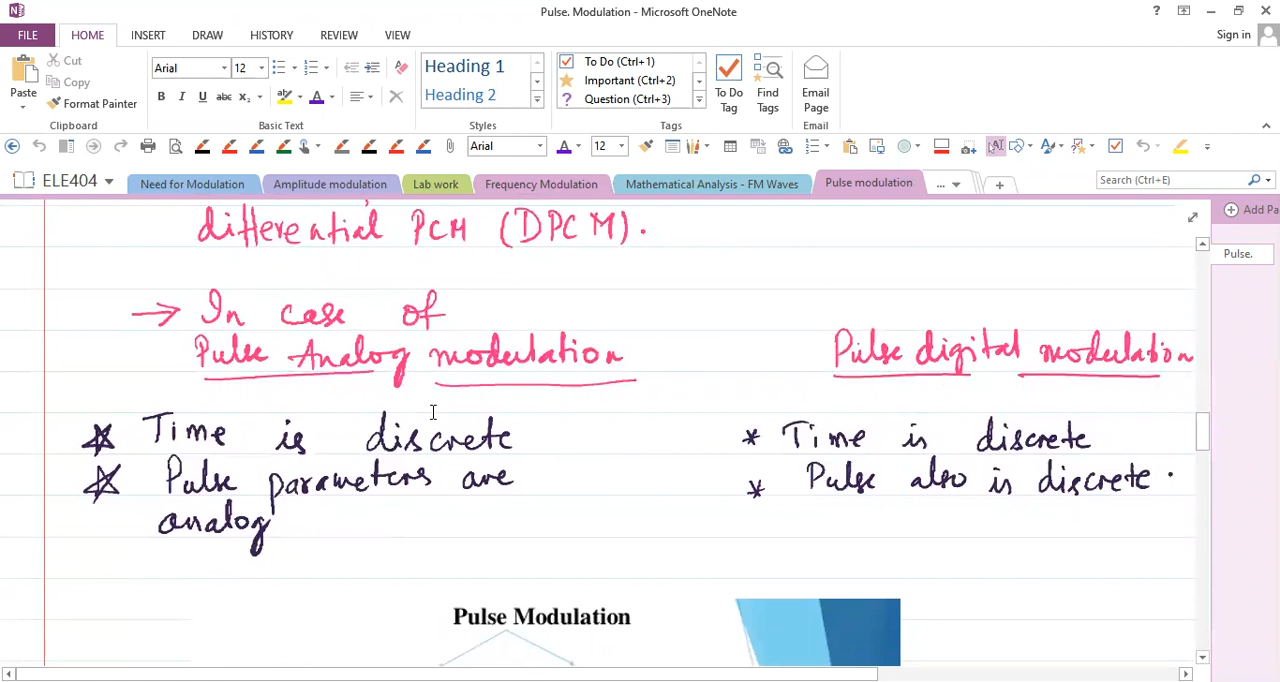 Pulse. Modulation - Microsoft OneNote
Sign in
FILE HOME INSERT DRAW HISTORY REVIEW VIEW
Paste
Cut
Copy
Format Painter
Clipboard
Arial 12
B I U abc X₂ A
Basic Text
Heading 1
Heading 2
Styles
To Do (Ctrl+1)
Important (Ctrl+2)
Question (Ctrl+3)
Tags
To Do Tag
Find Tags
Email Page
Email
Arial A 12
ELE404
Need for Modulation Amplitude modulation Lab work Frequency Modulation Mathematical Analysis - FM Waves Pulse modulation ...
Search (Ctrl+E)
Add Pa
Pulse.
differential PCM (DPCM).
→ In case of
Pulse Analog modulation Pulse digital modulation
* Time is discrete * Time is discrete
* Pulse parameters are * Pulse also is discrete.
analog
Pulse Modulation